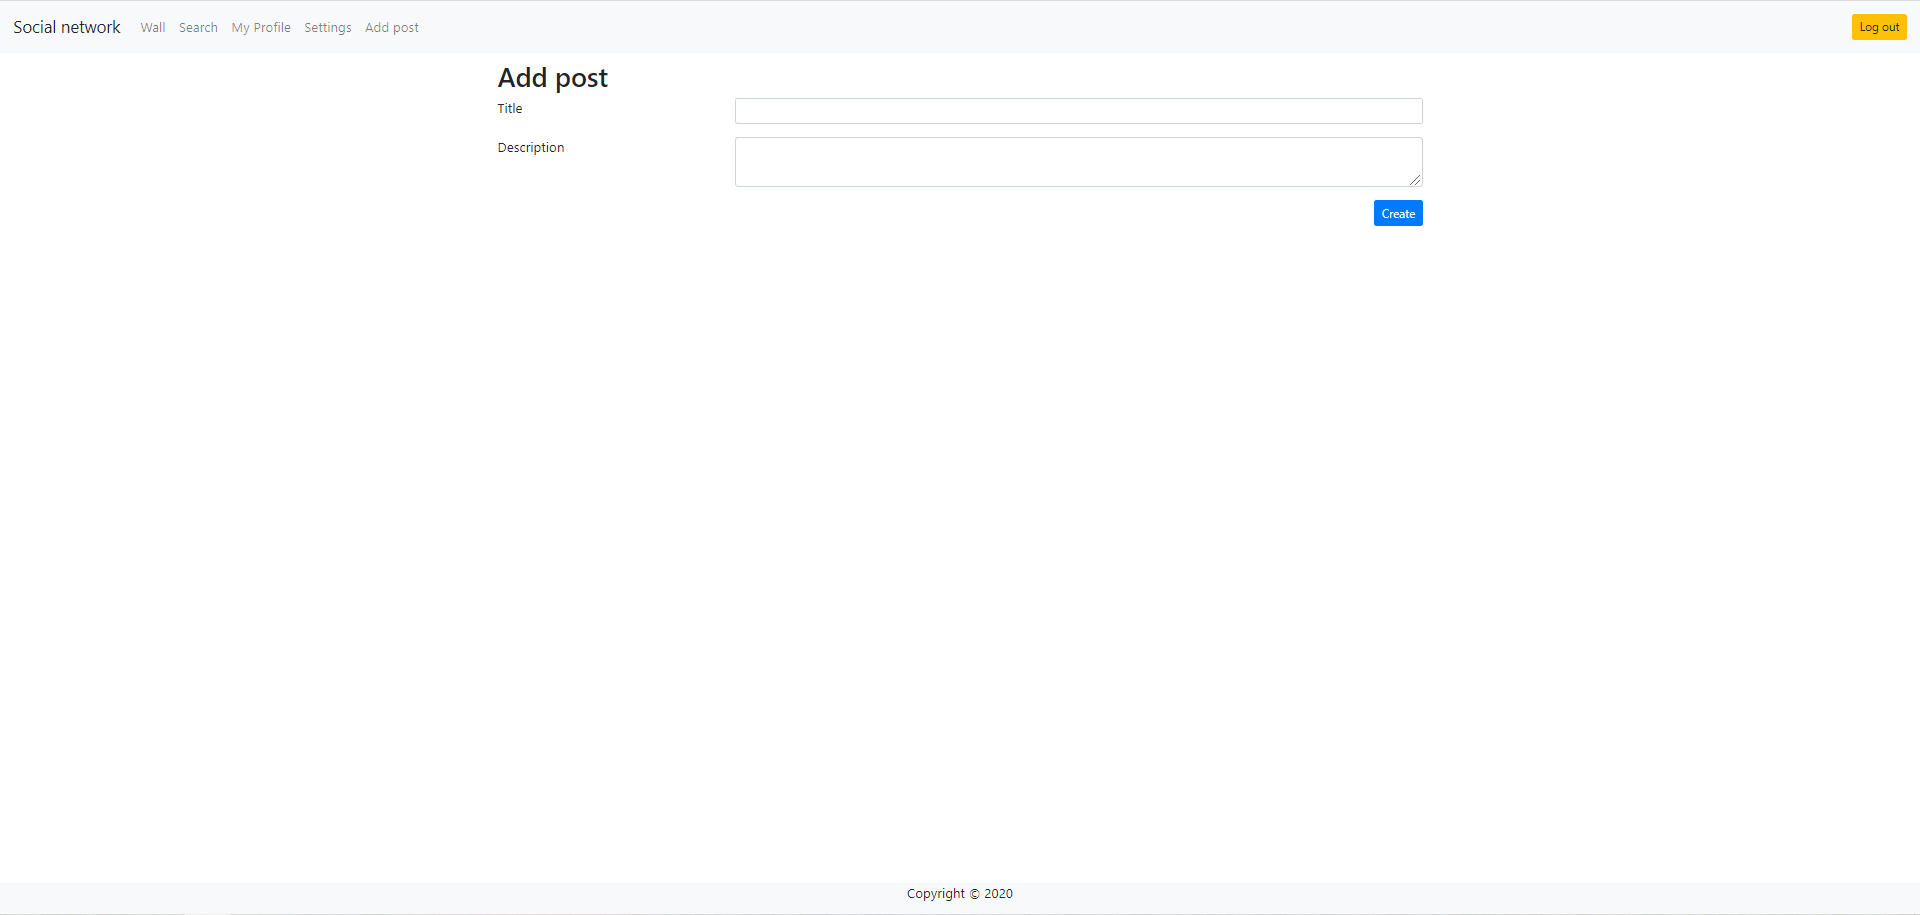 Social network Wall Search My Profile Settings Add post Log out
Add post
Title
Description
Create
Copyright © 2020